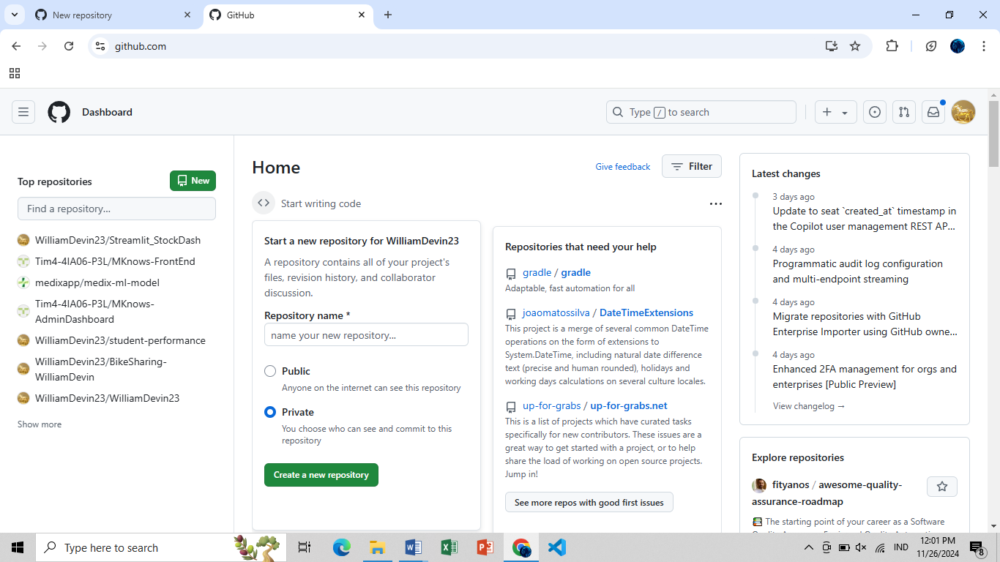 New repository
GitHub
github.com
Dashboard
Type / to search
Top repositories
New
Find a repository...
WilliamDevin23/Streamlit_StockDash
Tim4-4IA06-P3L/MKnows-FrontEnd
medixapp/medix-ml-model
Tim4-4IA06-P3L/MKnows-
AdminDashboard
WilliamDevin23/student-performance
WilliamDevin23/BikeSharing-
WilliamDevin
WilliamDevin23/WilliamDevin23
Show more
Home
Give feedback
Filter
Start writing code
Start a new repository for WilliamDevin23
A repository contains all of your project's
files, revision history, and collaborator
discussion.
Repository name *
name your new repository...
Public
Anyone on the internet can see this repository
Private
You choose who can see and commit to this
repository
Create a new repository
Repositories that need your help
gradle / gradle
Adaptable, fast automation for all
joaomatossilva / DateTimeExtensions
This project is a merge of several common DateTime
operations on the form of extensions to
System.DateTime, including natural date difference
text (precise and human rounded), holidays and
working days calculations on several culture locales.
up-for-grabs / up-for-grabs.net
This is a list of projects which have curated tasks
specifically for new contributors. These issues are a
great way to get started with a project, or to help
share the load of working on open source projects.
Jump in!
See more repos with good first issues
Latest changes
3 days ago
Update to seat `created_at` timestamp in
the Copilot user management REST AP...
4 days ago
Programmatic audit log configuration
and multi-endpoint streaming
4 days ago
Migrate repositories with GitHub
Enterprise Importer using GitHub owne...
4 days ago
Enhanced 2FA management for orgs and
enterprises [Public Preview]
View changelog →
Explore repositories
fityanos / awesome-quality-
assurance-roadmap
The starting point of your career as a Software
Type here to search
IND
12:01 PM
11/26/2024
8